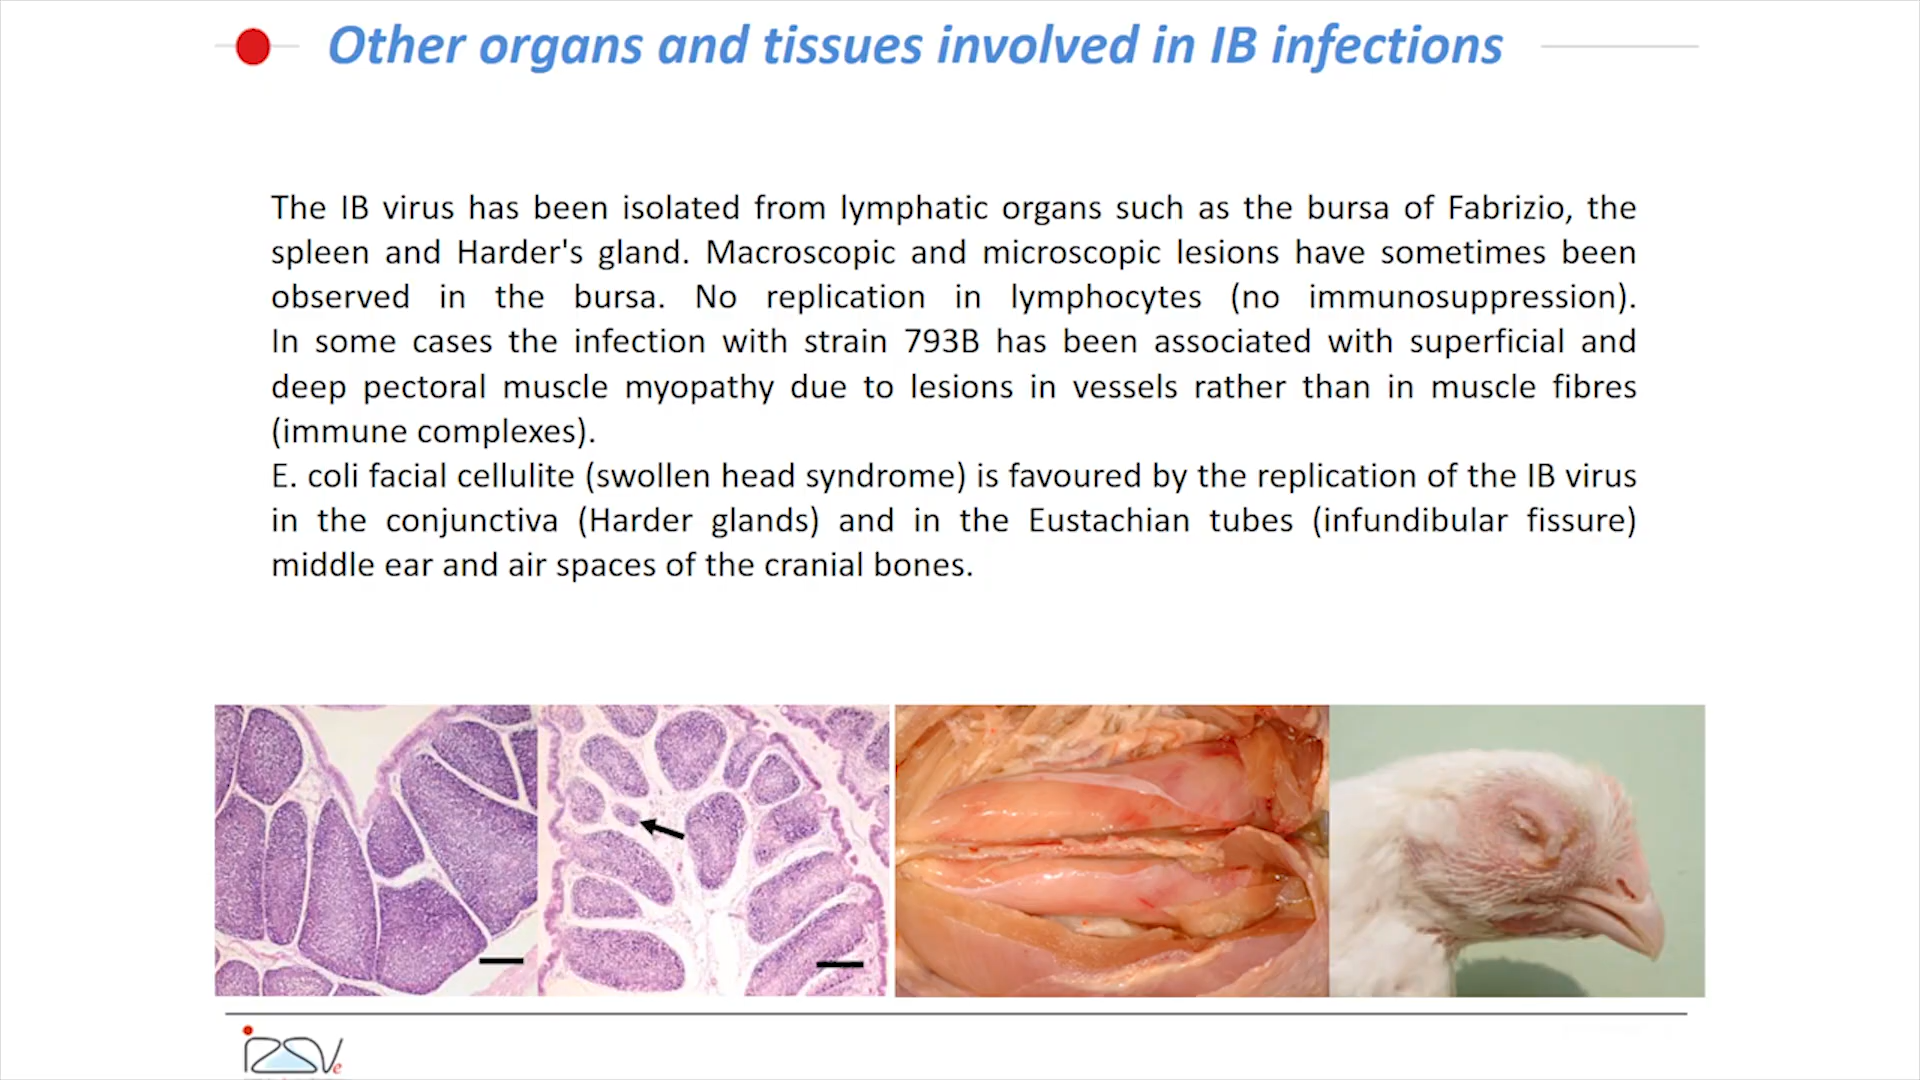 Other organs and tissues involved in IB infections
The IB virus has been isolated from lymphatic organs such as the bursa of Fabrizio, the
spleen and Harder's gland. Macroscopic and microscopic lesions have sometimes been
observed in the bursa. No replication in lymphocytes (no immunosuppression).
In some cases the infection with strain 793B has been associated with superficial and
deep pectoral muscle myopathy due to lesions in vessels rather than in muscle fibres
(immune complexes).
E. coli facial cellulite (swollen head syndrome) is favoured by the replication of the IB virus
in the conjunctiva (Harder glands) and in the Eustachian tubes (infundibular fissure)
middle ear and air spaces of the cranial bones.
IZSVe